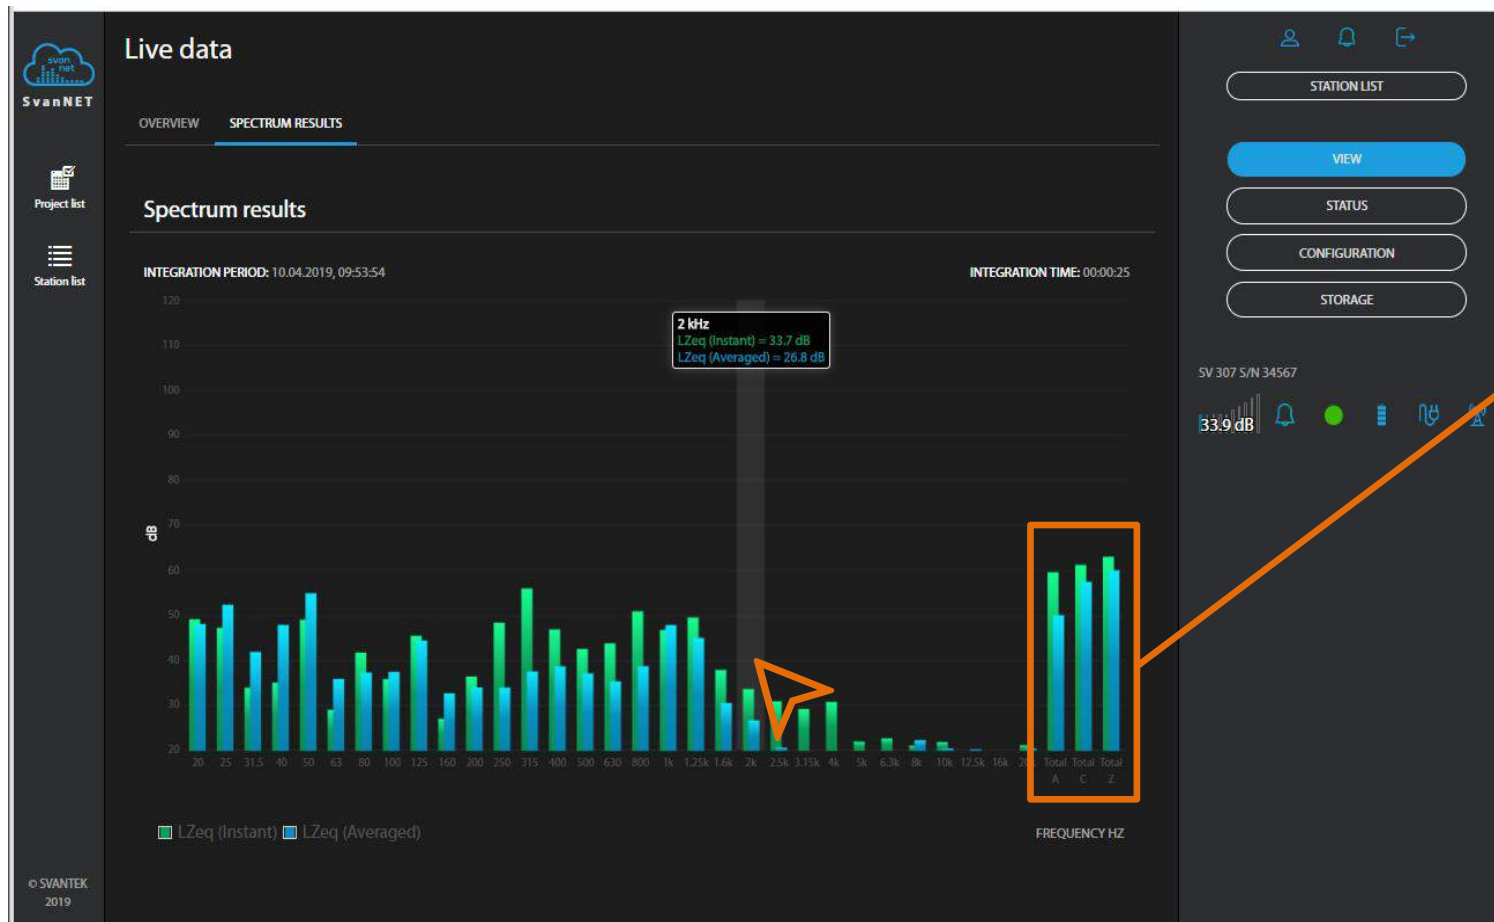 svan
net
SvanNET
Project list
Station list
© SVANTEK
2019
Live data
OVERVIEW SPECTRUM RESULTS
Spectrum results
INTEGRATION PERIOD: 10.04.2019, 09:53:54 INTEGRATION TIME: 00:00:25
120
110
100
90
80
70
60
50
40
30
20
dB
2 kHz
LZeq (Instant) = 33.7 dB
LZeq (Averaged) = 26.8 dB
20 25 31.5 40 50 63 80 100 125 160 200 250 315 400 500 630 800 1k 1.25k 1.6k 2k 2.5k 3.15k 4k 5k 6.3k 8k 10k 12.5k 16k 20k Total Total Total
A C Z
LZeq (Instant) LZeq (Averaged) FREQUENCY HZ
STATION LIST
VIEW
STATUS
CONFIGURATION
STORAGE
SV 307 S/N 34567
33.9 dB